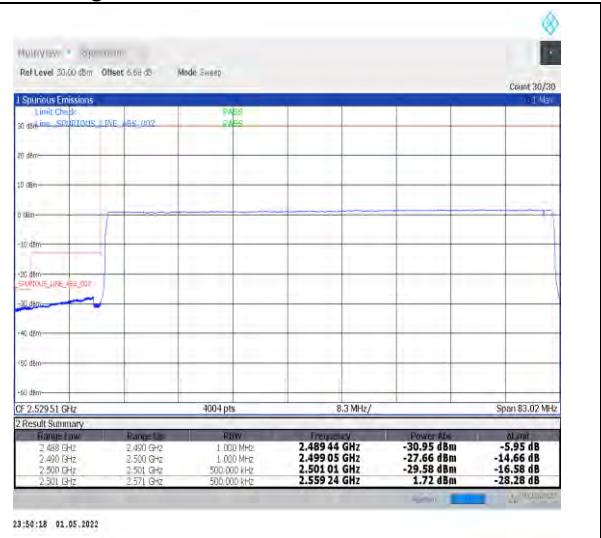 MultiView Spectrum
Ref Level 30.00 dBm Offset 6.68 dB Mode Sweep
Count 30/30
1 Spurious Emissions
Limit Check PASS
30 dBm Line _SPURIOUS_LINE_ABS_002 PASS
20 dBm
10 dBm
0 dBm
-10 dBm
-20 dBm
_SPURIOUS_LINE_ABS_002
-30 dBm
-40 dBm
-50 dBm
-60 dBm
CF 2.52951 GHz 4004 pts 8.3 MHz/ Span 83.02 MHz
2 Result Summary
Range Low Range Up RBW Frequency Power Abs ΔLimit
2.488 GHz 2.490 GHz 1.000 MHz 2.489 44 GHz -30.95 dBm -5.95 dB
2.490 GHz 2.500 GHz 1.000 MHz 2.499 05 GHz -27.66 dBm -14.66 dB
2.500 GHz 2.501 GHz 500.000 kHz 2.501 01 GHz -29.58 dBm -16.58 dB
2.501 GHz 2.571 GHz 500.000 kHz 2.559 24 GHz 1.72 dBm -28.28 dB
23:50:18 01.05.2022